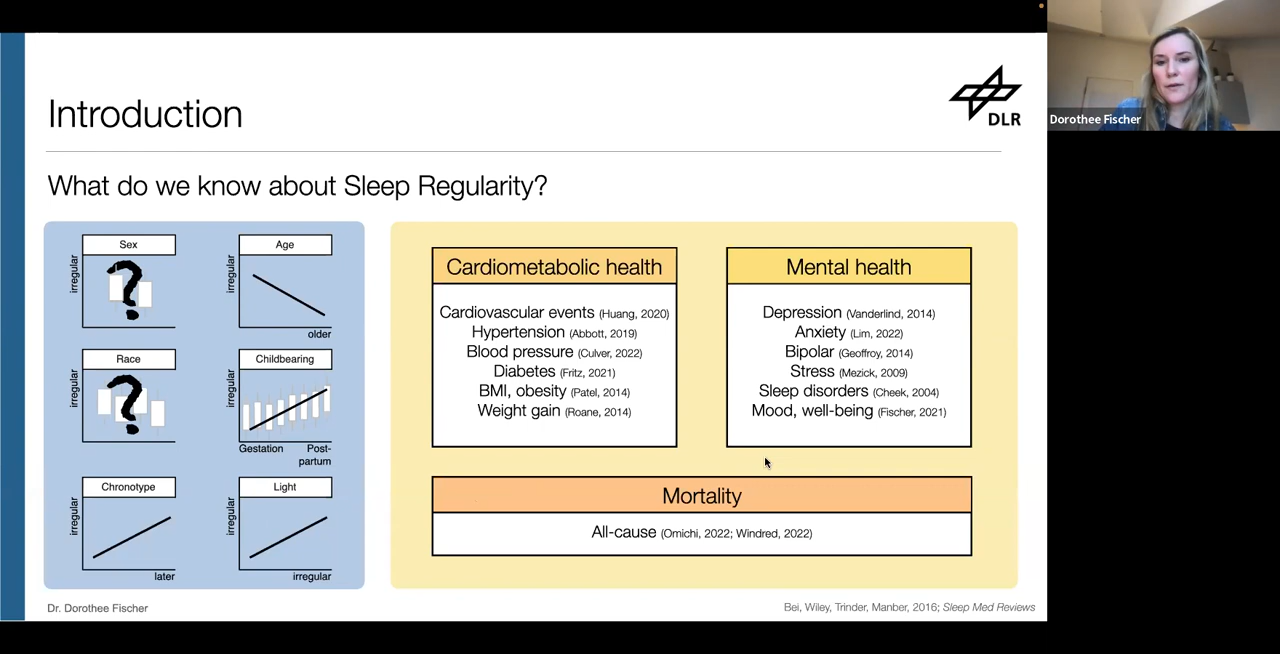 Introduction
DLR
What do we know about Sleep Regularity?
Sex
irregular
?
Age
irregular
older
Race
irregular
?
Childbearing
irregular
Gestation
Post-
partum
Chronotype
irregular
later
Light
irregular
irregular
Cardiometabolic health
Cardiovascular events (Huang, 2020)
Hypertension (Abbott, 2019)
Blood pressure (Culver, 2022)
Diabetes (Fritz, 2021)
BMI, obesity (Patel, 2014)
Weight gain (Roane, 2014)
Mental health
Depression (Vanderlind, 2014)
Anxiety (Lim, 2022)
Bipolar (Geoffroy, 2014)
Stress (Mezick, 2009)
Sleep disorders (Cheek, 2004)
Mood, well-being (Fischer, 2021)
Mortality
All-cause (Omichi, 2022; Windred, 2022)
Dr. Dorothee Fischer
Bei, Wiley, Trinder, Manber, 2016; Sleep Med Reviews
Dorothee Fischer